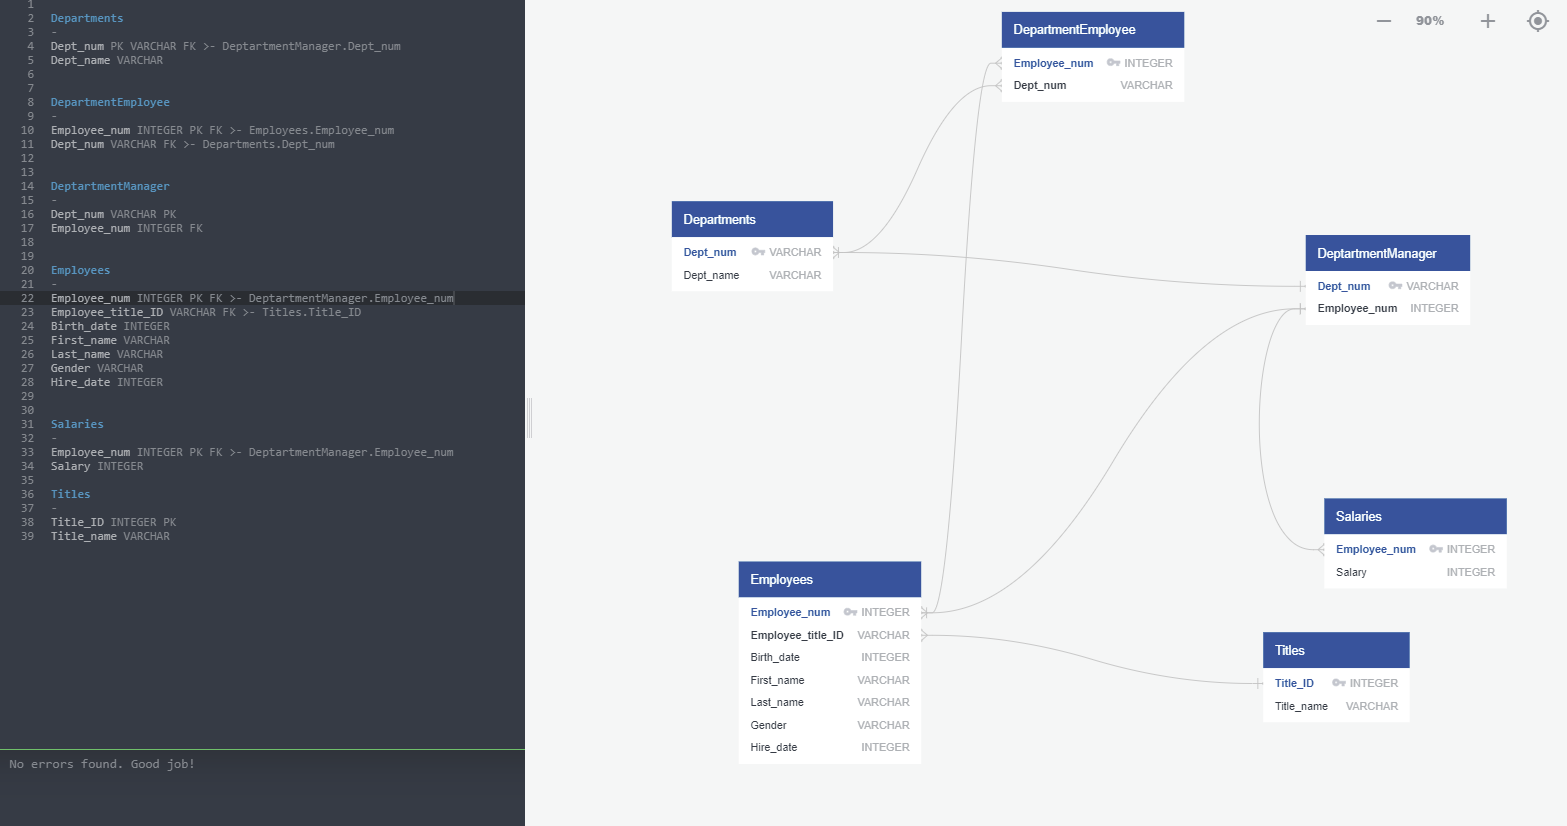 1
2 Departments
3 -
4 Dept_num PK VARCHAR FK >- DeptartmentManager.Dept_num
5 Dept_name VARCHAR
6
7
8 DepartmentEmployee
9 -
10 Employee_num INTEGER PK FK >- Employees.Employee_num
11 Dept_num VARCHAR FK >- Departments.Dept_num
12
13
14 DeptartmentManager
15 -
16 Dept_num VARCHAR PK
17 Employee_num INTEGER FK
18
19
20 Employees
21 -
22 Employee_num INTEGER PK FK >- DeptartmentManager.Employee_num
23 Employee_title_ID VARCHAR FK >- Titles.Title_ID
24 Birth_date INTEGER
25 First_name VARCHAR
26 Last_name VARCHAR
27 Gender VARCHAR
28 Hire_date INTEGER
29
30
31 Salaries
32 -
33 Employee_num INTEGER PK FK >- DeptartmentManager.Employee_num
34 Salary INTEGER
35
36 Titles
37 -
38 Title_ID INTEGER PK
39 Title_name VARCHAR
No errors found. Good job!
90%
DepartmentEmployee
Employee_num INTEGER
Dept_num VARCHAR
Departments
Dept_num VARCHAR
Dept_name VARCHAR
DeptartmentManager
Dept_num VARCHAR
Employee_num INTEGER
Salaries
Employee_num INTEGER
Salary INTEGER
Employees
Employee_num INTEGER
Employee_title_ID VARCHAR
Birth_date INTEGER
First_name VARCHAR
Last_name VARCHAR
Gender VARCHAR
Hire_date INTEGER
Titles
Title_ID INTEGER
Title_name VARCHAR